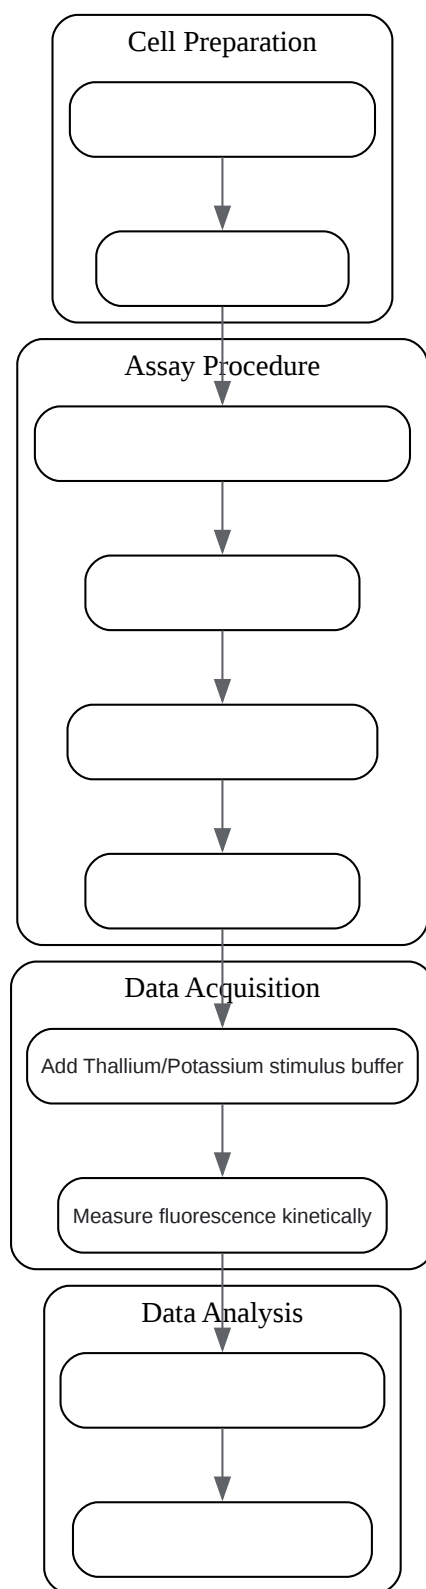 Cell Preparation
Assay Procedure
Data Acquisition
Add Thallium/Potassium stimulus buffer
Measure fluorescence kinetically
Data Analysis